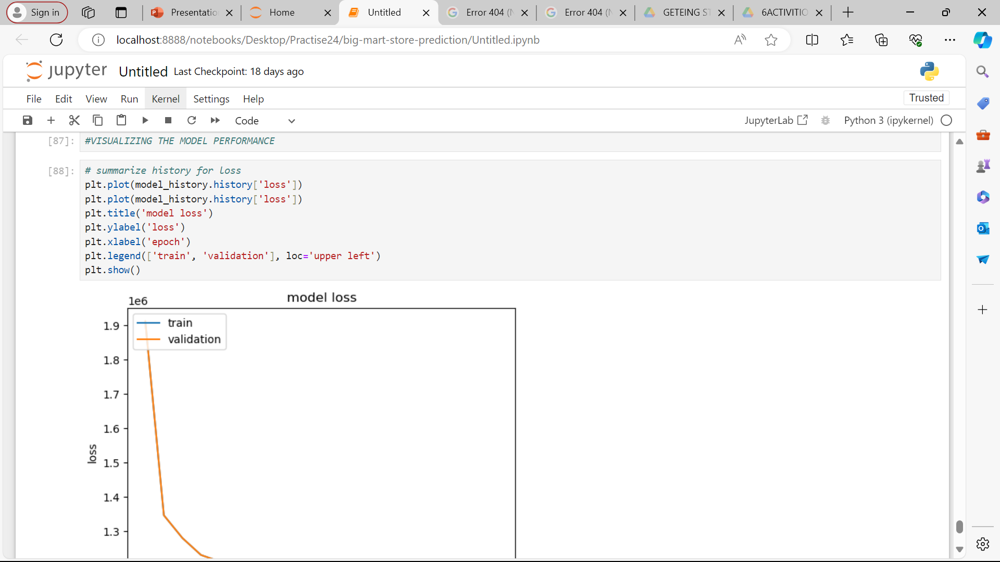 Sign in
Presentatio
Home
Untitled
Error 404 (N
Error 404 (N
GETEING ST
6ACTIVITIO
localhost:8888/notebooks/Desktop/Practise24/big-mart-store-prediction/Untitled.ipynb
jupyter Untitled Last Checkpoint: 18 days ago
File Edit View Run Kernel Settings Help
Trusted
Code
JupyterLab
Python 3 (ipykernel)
[87]: #VISUALIZING THE MODEL PERFORMANCE
[88]: # summarize history for loss
plt.plot(model_history.history['loss'])
plt.plot(model_history.history['loss'])
plt.title('model loss')
plt.ylabel('loss')
plt.xlabel('epoch')
plt.legend(['train', 'validation'], loc='upper left')
plt.show()
1e6
model loss
train
validation
1.9
1.8
1.7
1.6
1.5
1.4
1.3
loss